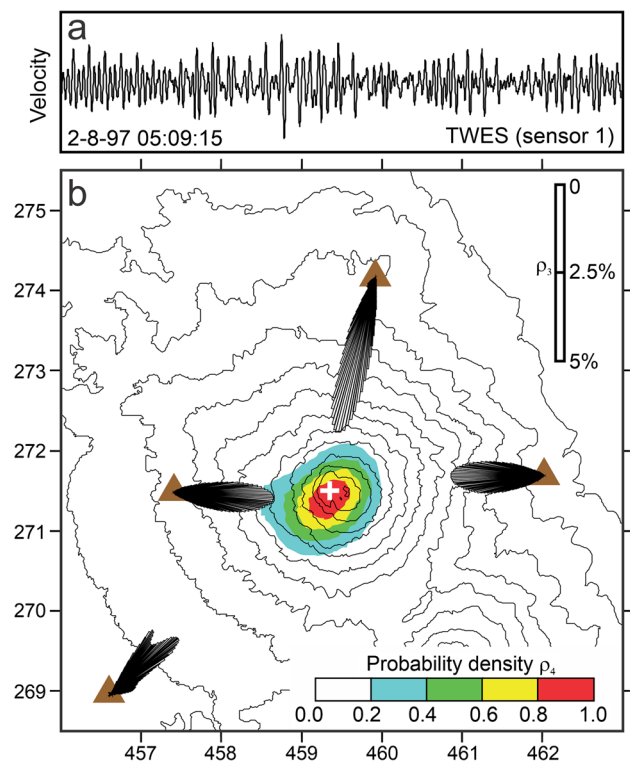 a
Velocity
2-8-97 05:09:15
TWES (sensor 1)
b
0
ρ3
2.5%
5%
275
274
273
272
271
270
269
Probability density ρ4
0.0 0.2 0.4 0.6 0.8 1.0
457 458 459 460 461 462